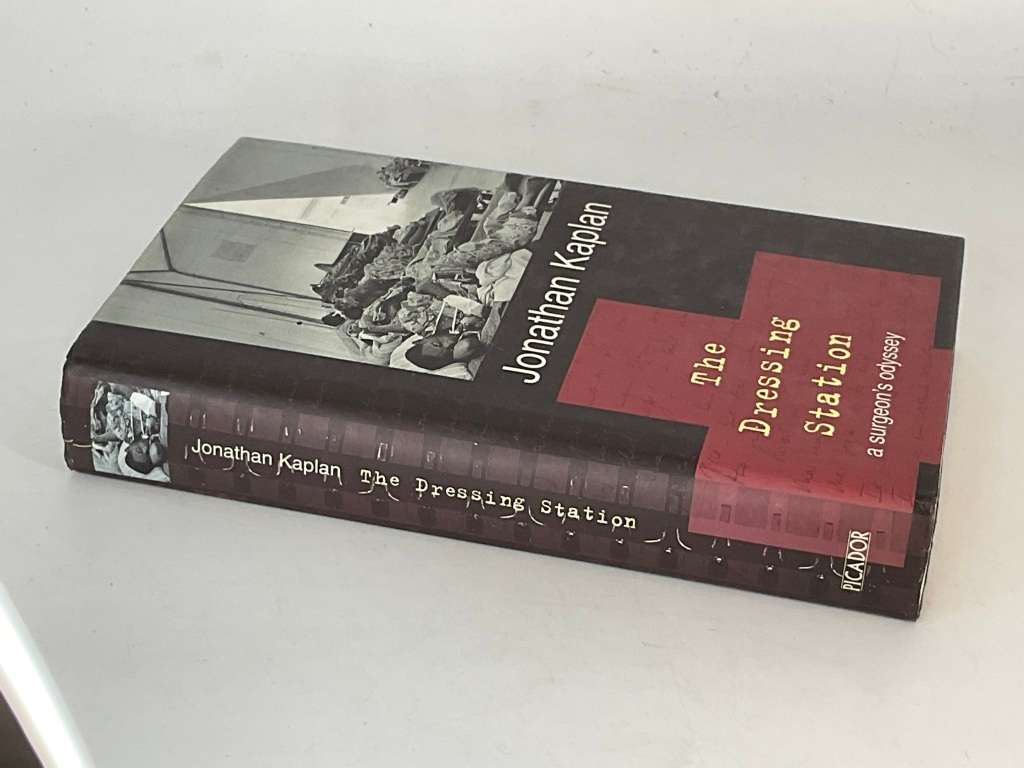 Jonathan Kaplan
The
Dressing
Station
a surgeon's odyssey
Jonathan Kaplan The Dressing Station
PICADOR